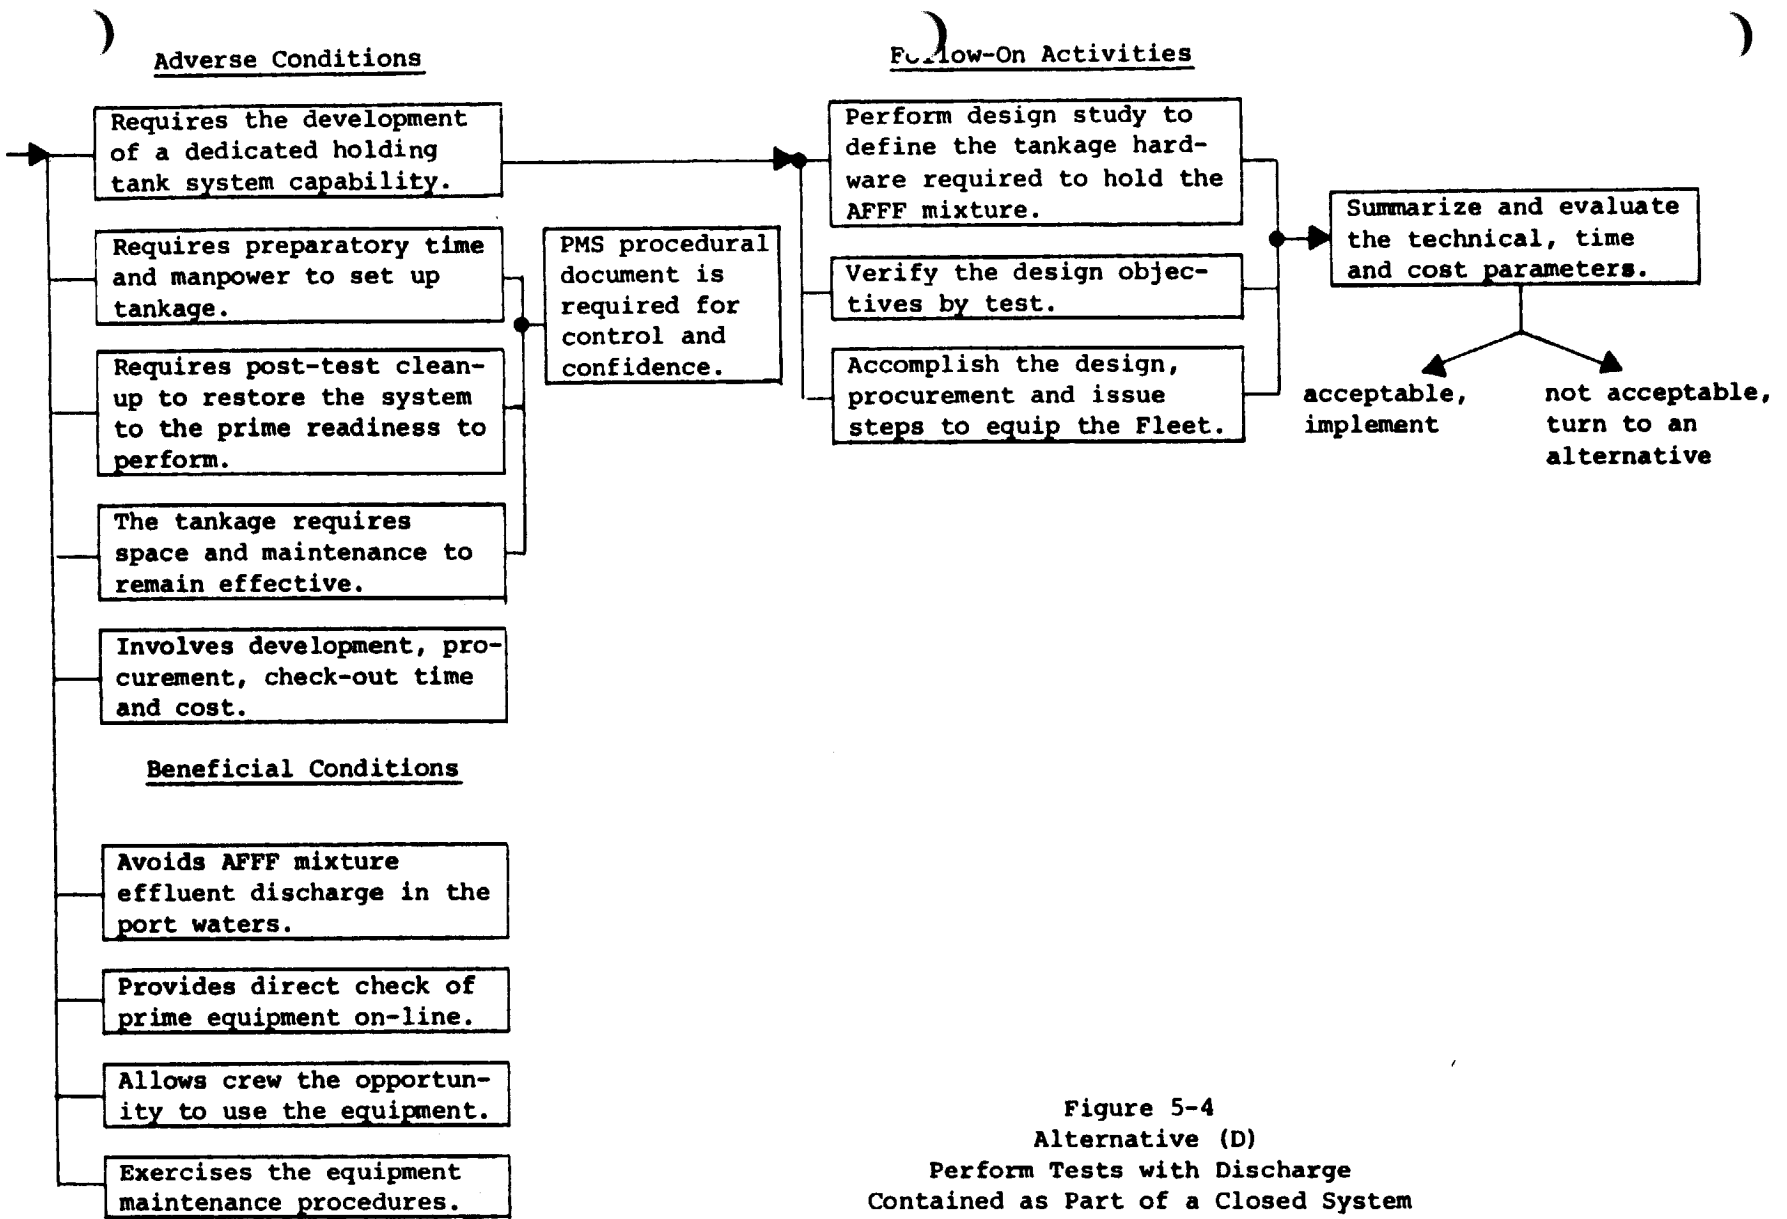 Adverse Conditions
Requires the development
of a dedicated holding
tank system capability.
Requires preparatory time
and manpower to set up
tankage.
Requires post-test clean-
up to restore the system
to the prime readiness to
perform.
The tankage requires
space and maintenance to
remain effective.
Involves development, pro-
curement, check-out time
and cost.
PMS procedural
document is
required for
control and
confidence.
Beneficial Conditions
Avoids AFFF mixture
effluent discharge in the
port waters.
Provides direct check of
prime equipment on-line.
Allows crew the opportun-
ity to use the equipment.
Exercises the equipment
maintenance procedures.
Follow-On Activities
Perform design study to
define the tankage hard-
ware required to hold the
AFFF mixture.
Verify the design objec-
tives by test.
Accomplish the design,
procurement and issue
steps to equip the Fleet.
Summarize and evaluate
the technical, time
and cost parameters.
acceptable,
implement
not acceptable,
turn to an
alternative
Figure 5-4
Alternative (D)
Perform Tests with Discharge
Contained as Part of a Closed System